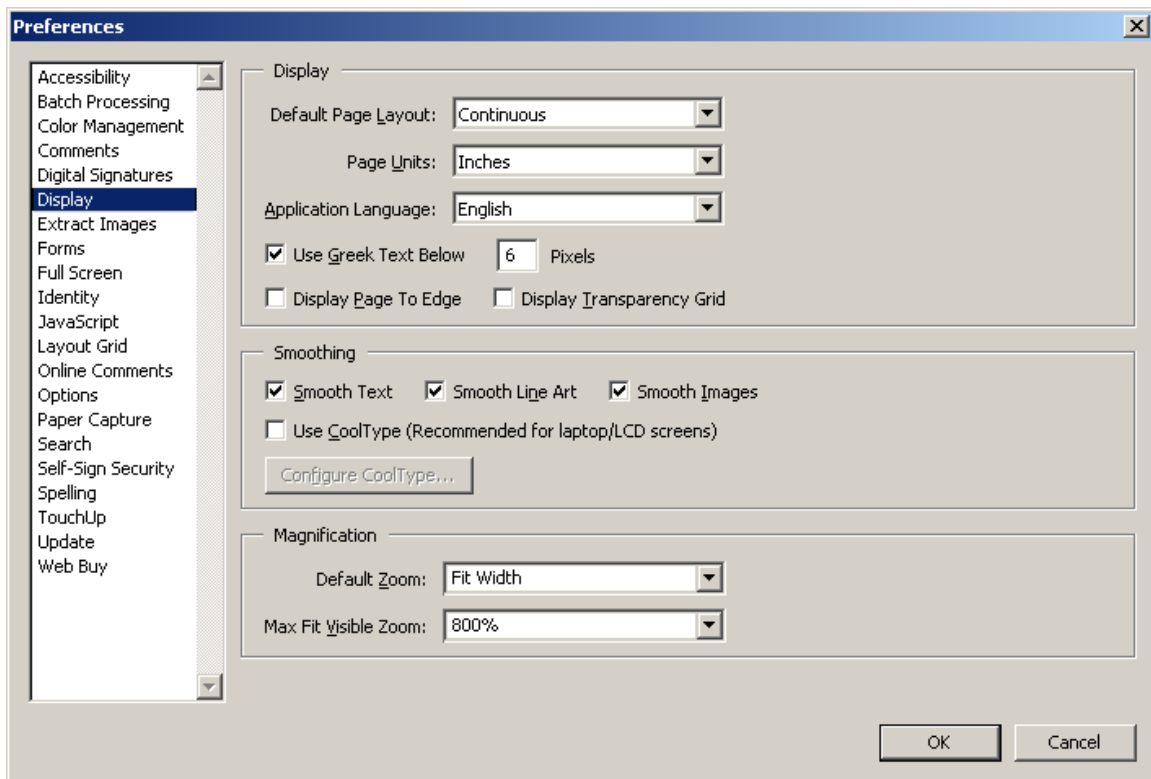 Preferences
Accessibility
Batch Processing
Color Management
Comments
Digital Signatures
Display
Extract Images
Forms
Full Screen
Identity
JavaScript
Layout Grid
Online Comments
Options
Paper Capture
Search
Self-Sign Security
Spelling
TouchUp
Update
Web Buy
Display
Default Page Layout: Continuous
Page Units: Inches
Application Language: English
Use Greek Text Below 6 Pixels
Display Page To Edge Display Transparency Grid
Smoothing
Smooth Text Smooth Line Art Smooth Images
Use CoolType (Recommended for laptop/LCD screens)
Configure CoolType...
Magnification
Default Zoom: Fit Width
Max Fit Visible Zoom: 800%
OK Cancel